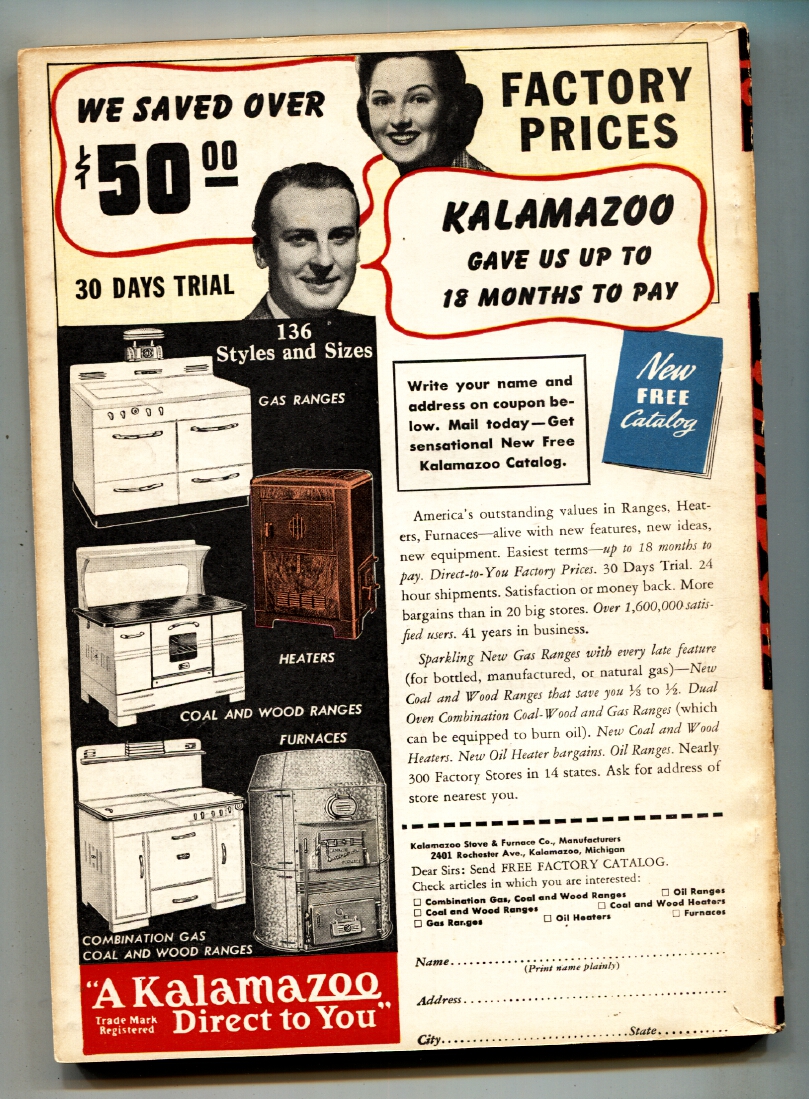 WE SAVED OVER
$50 00
FACTORY
PRICES
KALAMAZOO
GAVE US UP TO
18 MONTHS TO PAY
30 DAYS TRIAL
136
Styles and Sizes
GAS RANGES
HEATERS
COAL AND WOOD RANGES
FURNACES
COMBINATION GAS
COAL AND WOOD RANGES
"A Kalamazoo
Trade Mark
Registered
Direct to You"
Write your name and
address on coupon be-
low. Mail today—Get
sensational New Free
Kalamazoo Catalog.
New
FREE
Catalog
America's outstanding values in Ranges, Heat-
ers, Furnaces—alive with new features, new ideas,
new equipment. Easiest terms—up to 18 months to
pay. Direct-to-You Factory Prices. 30 Days Trial. 24
hour shipments. Satisfaction or money back. More
bargains than in 20 big stores. Over 1,600,000 satis-
fied users. 41 years in business.
Sparkling New Gas Ranges with every late feature
(for bottled, manufactured, or natural gas)—New
Coal and Wood Ranges that save you ⅓ to ½. Dual
Oven Combination Coal-Wood and Gas Ranges (which
can be equipped to burn oil). New Coal and Wood
Heaters. New Oil Heater bargains. Oil Ranges. Nearly
300 Factory Stores in 14 states. Ask for address of
store nearest you.
Kalamazoo Stove & Furnace Co., Manufacturers
2401 Rochester Ave., Kalamazoo, Michigan
Dear Sirs: Send FREE FACTORY CATALOG.
Check articles in which you are interested:
☐ Combination Gas, Coal and Wood Ranges ☐ Oil Ranges
☐ Coal and Wood Ranges ☐ Coal and Wood Heaters
☐ Gas Ranges ☐ Oil Heaters ☐ Furnaces
Name
(Print name plainly)
Address
City State